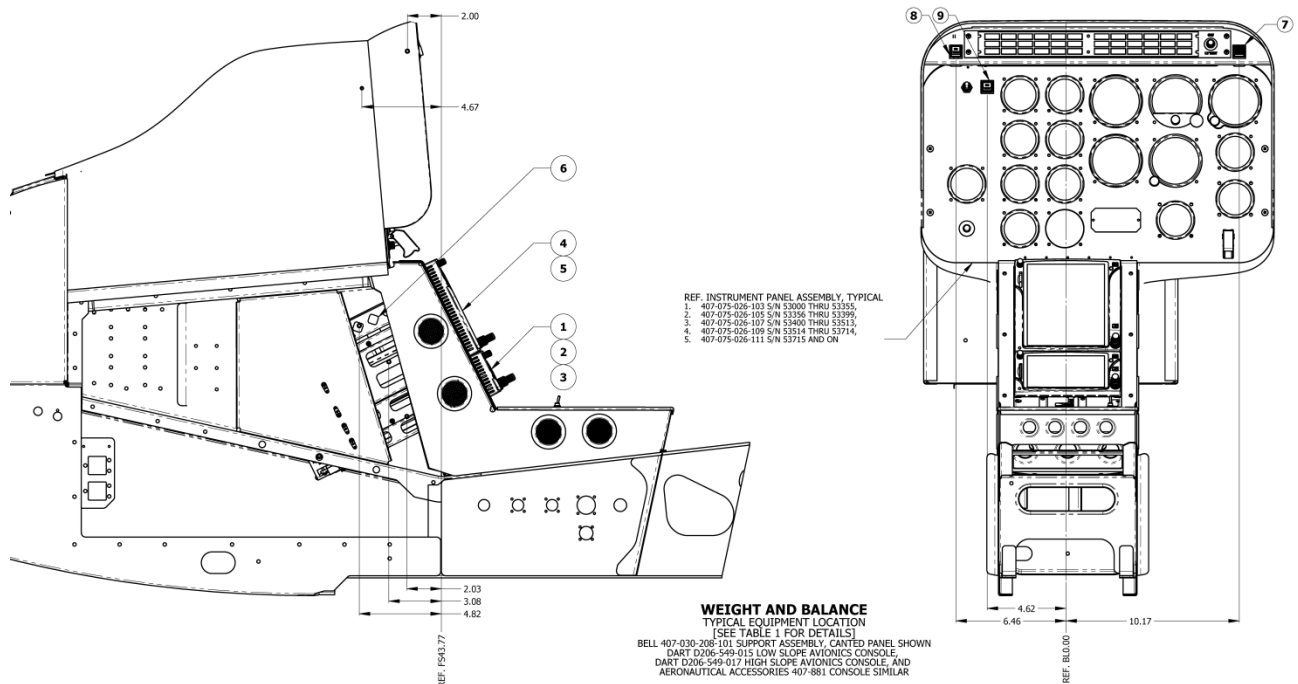 2.00
4.67
6
4
5
1
2
3
2.03
3.08
4.82
REF. FS43.77
8
9
7
REF. INSTRUMENT PANEL ASSEMBLY, TYPICAL
1. 407-075-026-103 S/N 53000 THRU 53355,
2. 407-075-026-105 S/N 53356 THRU 53399,
3. 407-075-026-107 S/N 53400 THRU 53513,
4. 407-075-026-109 S/N 53514 THRU 53714,
5. 407-075-026-111 S/N 53715 AND ON
4.62
6.46
10.17
REF. BL0.00
WEIGHT AND BALANCE
TYPICAL EQUIPMENT LOCATION
[SEE TABLE 1 FOR DETAILS]
BELL 407-030-208-101 SUPPORT ASSEMBLY, CANTED PANEL SHOWN
DART D206-549-015 LOW SLOPE AVIONICS CONSOLE,
DART D206-549-017 HIGH SLOPE AVIONICS CONSOLE, AND
AERONAUTICAL ACCESSORIES 407-881 CONSOLE SIMILAR